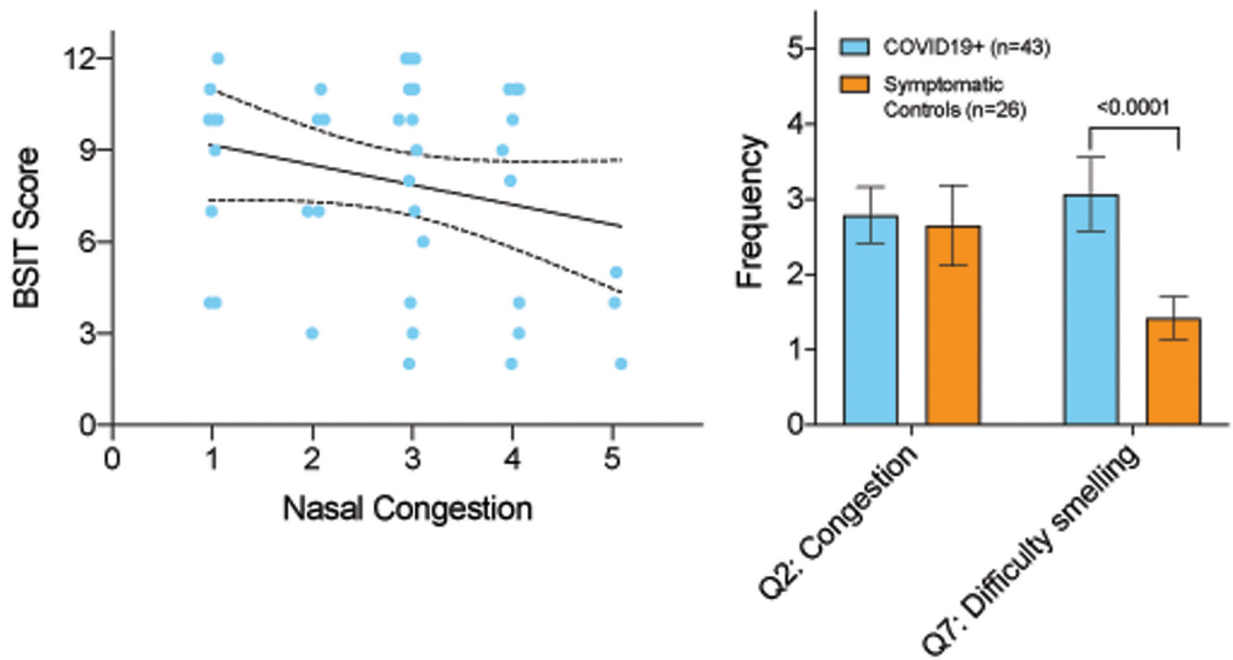 BSIT Score
12
9
6
3
0
0 1 2 3 4 5
Nasal Congestion
Frequency
5
4
3
2
1
0
COVID19+ (n=43)
Symptomatic
Controls (n=26)
<0.0001
Q2: Congestion
Q7: Difficulty smelling